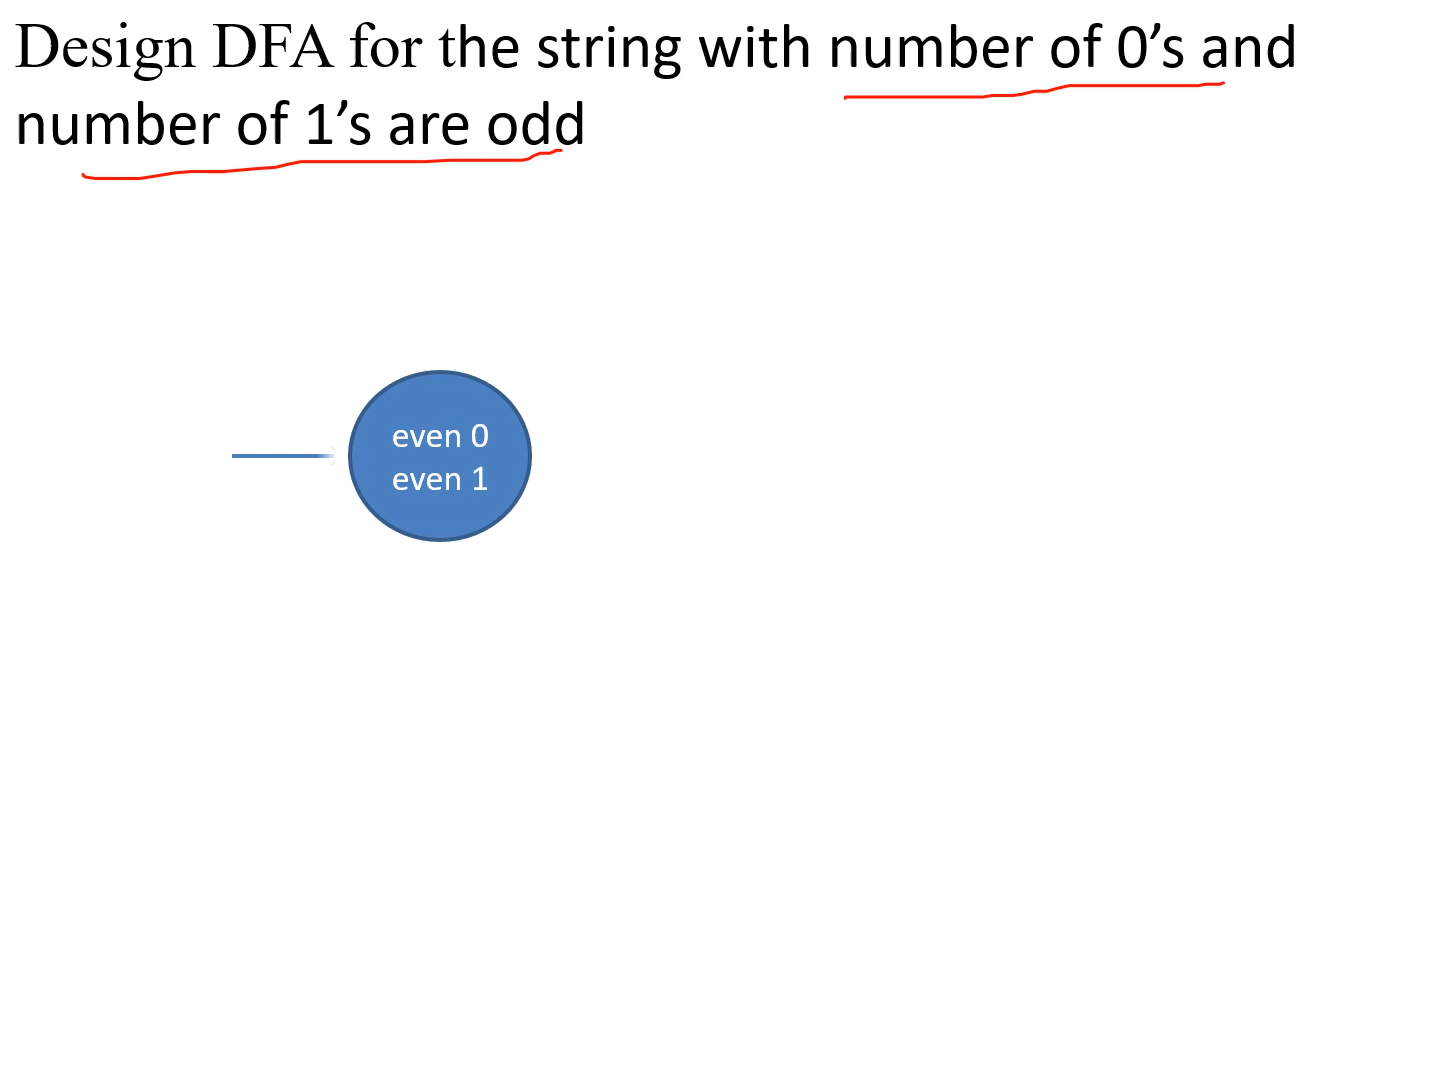 Design DFA for the string with number of 0’s and
number of 1’s are odd
even 0
even 1